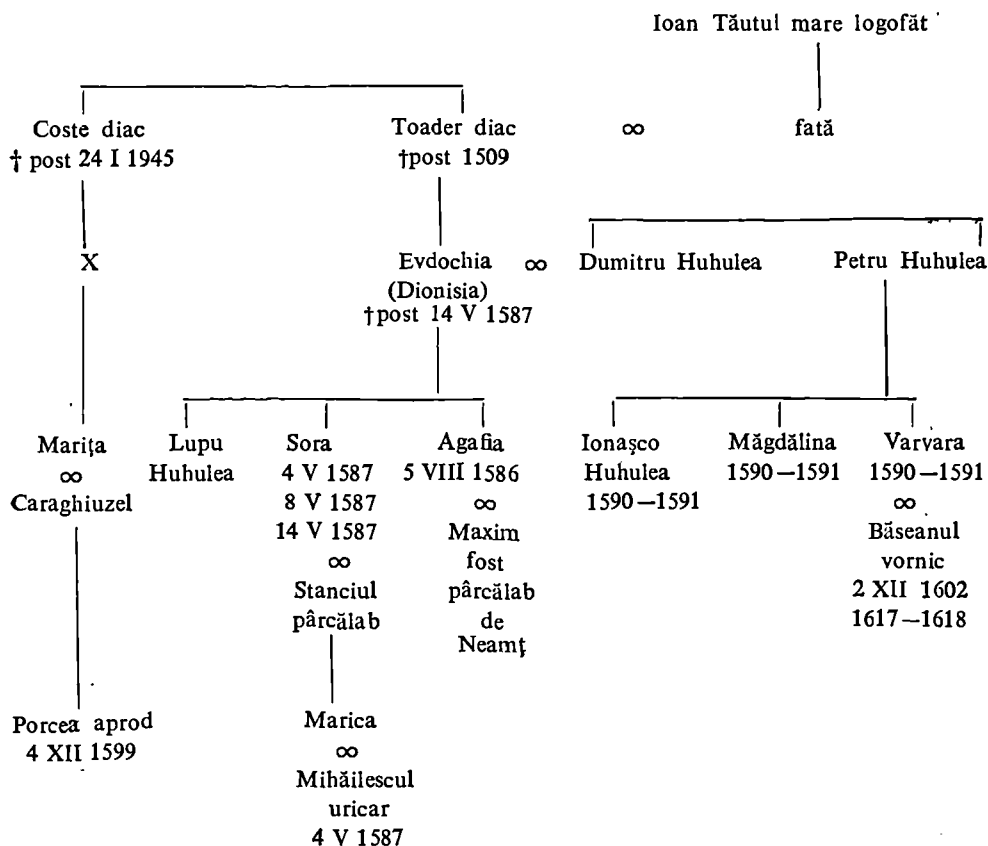 Ioan Tăutul mare logofăt
Coste diac
† post 24 I 1945
Toader diac
†post 1509
∞
fată
X
Evdochia
(Dionisia)
†post 14 V 1587
∞
Dumitru Huhulea
Petru Huhulea
Marița
∞
Caraghiuzel
Lupu
Huhulea
Sora
4 V 1587
8 V 1587
14 V 1587
∞
Stanciul
pârcălab
Agafia
5 VIII 1586
∞
Maxim
fost
pârcălab
de
Neamţ
Ionaşco
Huhulea
1590—1591
Măgdălina
1590—1591
Varvara
1590—1591
∞
Băseanul
vornic
2 XII 1602
1617—1618
Porcea aprod
4 XII 1599
Marica
∞
Mihăilescul
uricar
4 V 1587